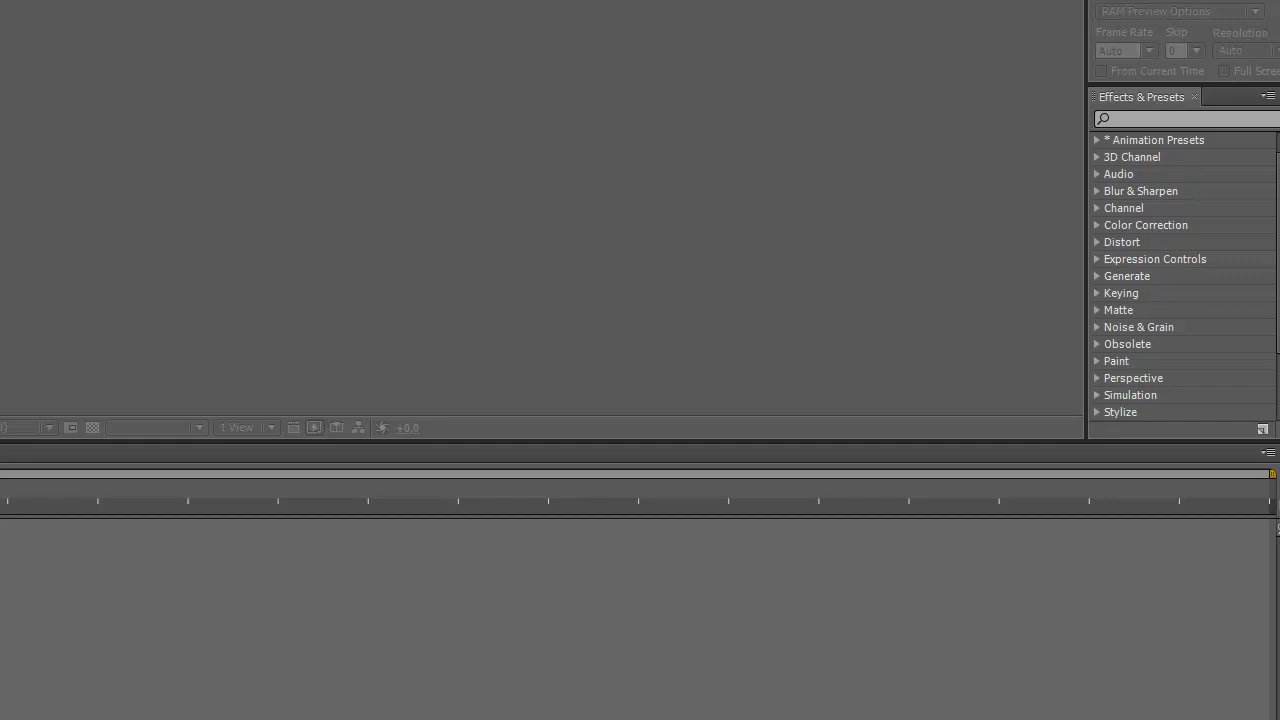 RAM Preview Options
Frame Rate Skip Resolution
Auto 0 Auto
From Current Time Full
Effects & Presets
* Animation Presets
3D Channel
Audio
Blur & Sharpen
Channel
Color Correction
Distort
Expression Controls
Generate
Keying
Matte
Noise & Grain
Obsolete
Paint
Perspective
Simulation
Stylize
1 View +0.0